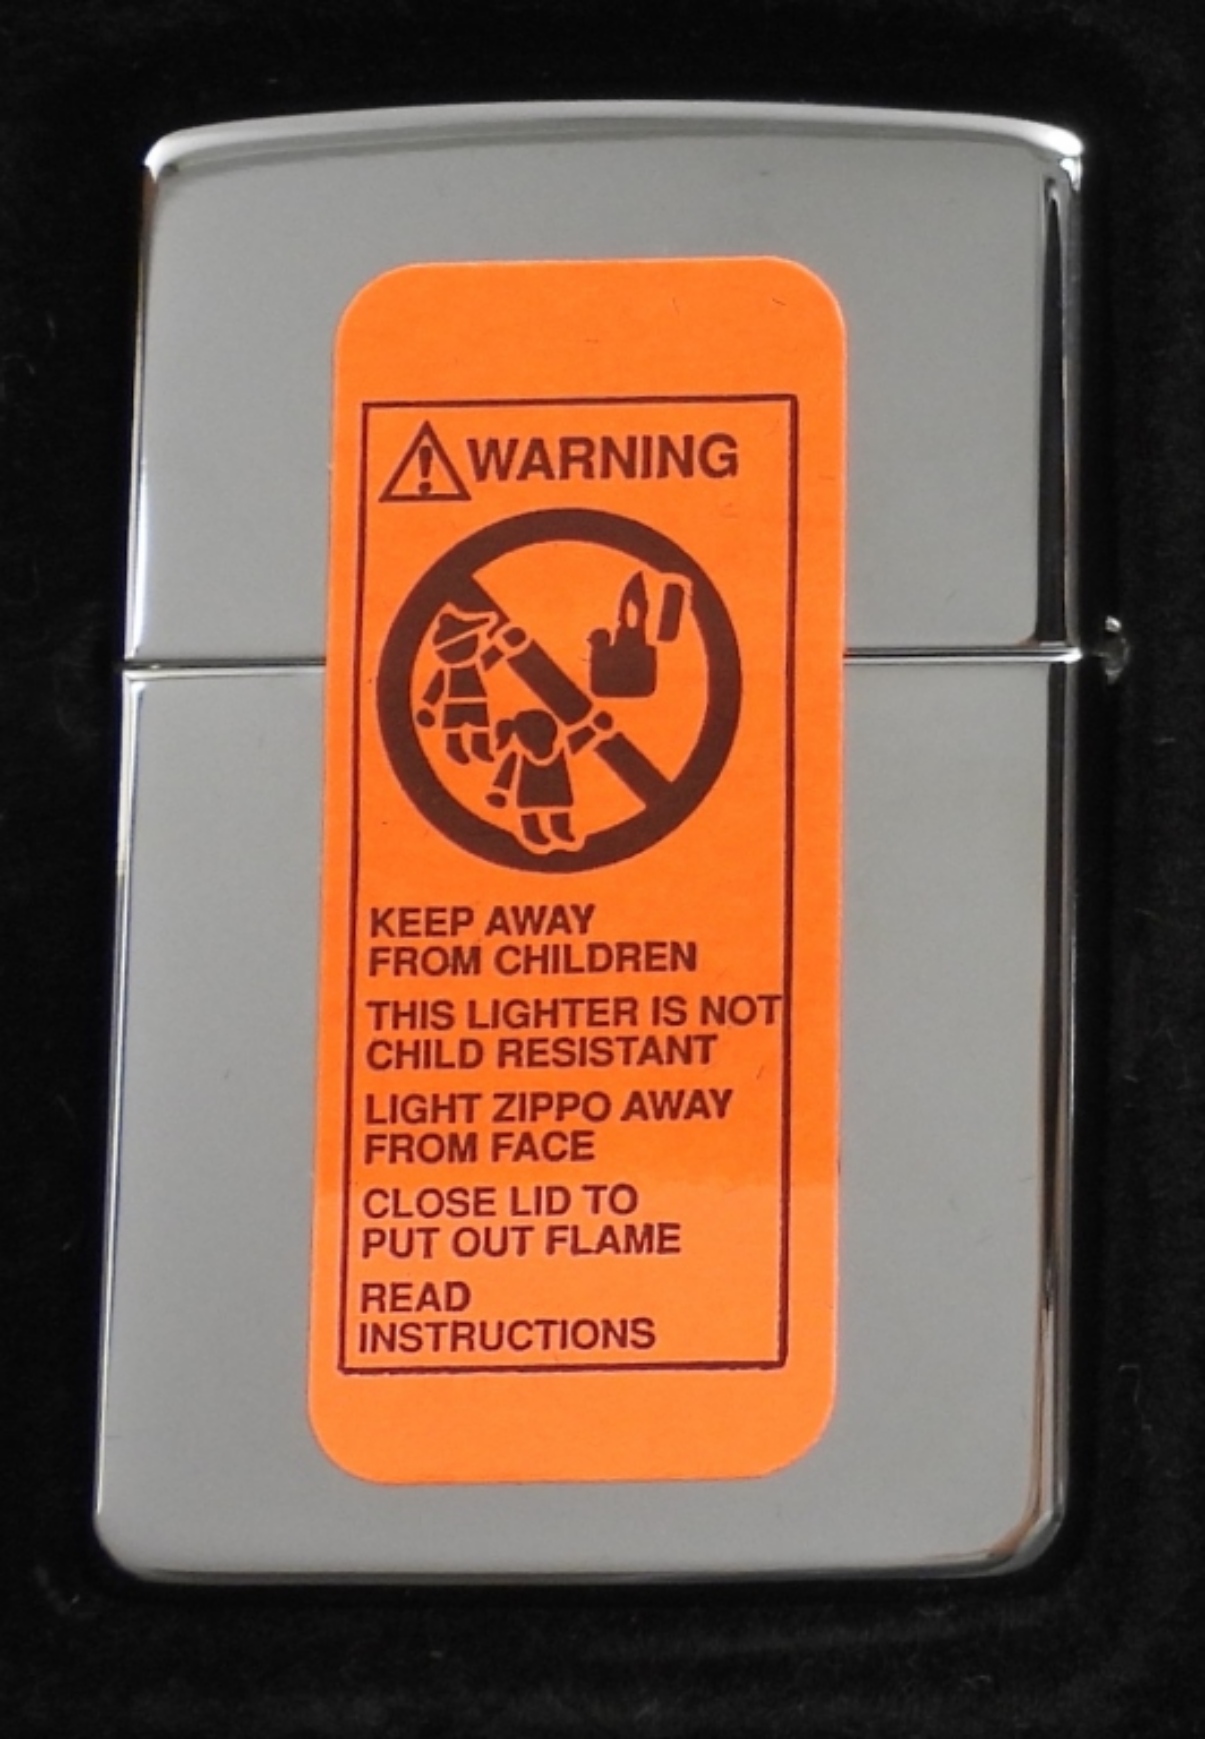 WARNING
KEEP AWAY
FROM CHILDREN
THIS LIGHTER IS NOT
CHILD RESISTANT
LIGHT ZIPPO AWAY
FROM FACE
CLOSE LID TO
PUT OUT FLAME
READ
INSTRUCTIONS